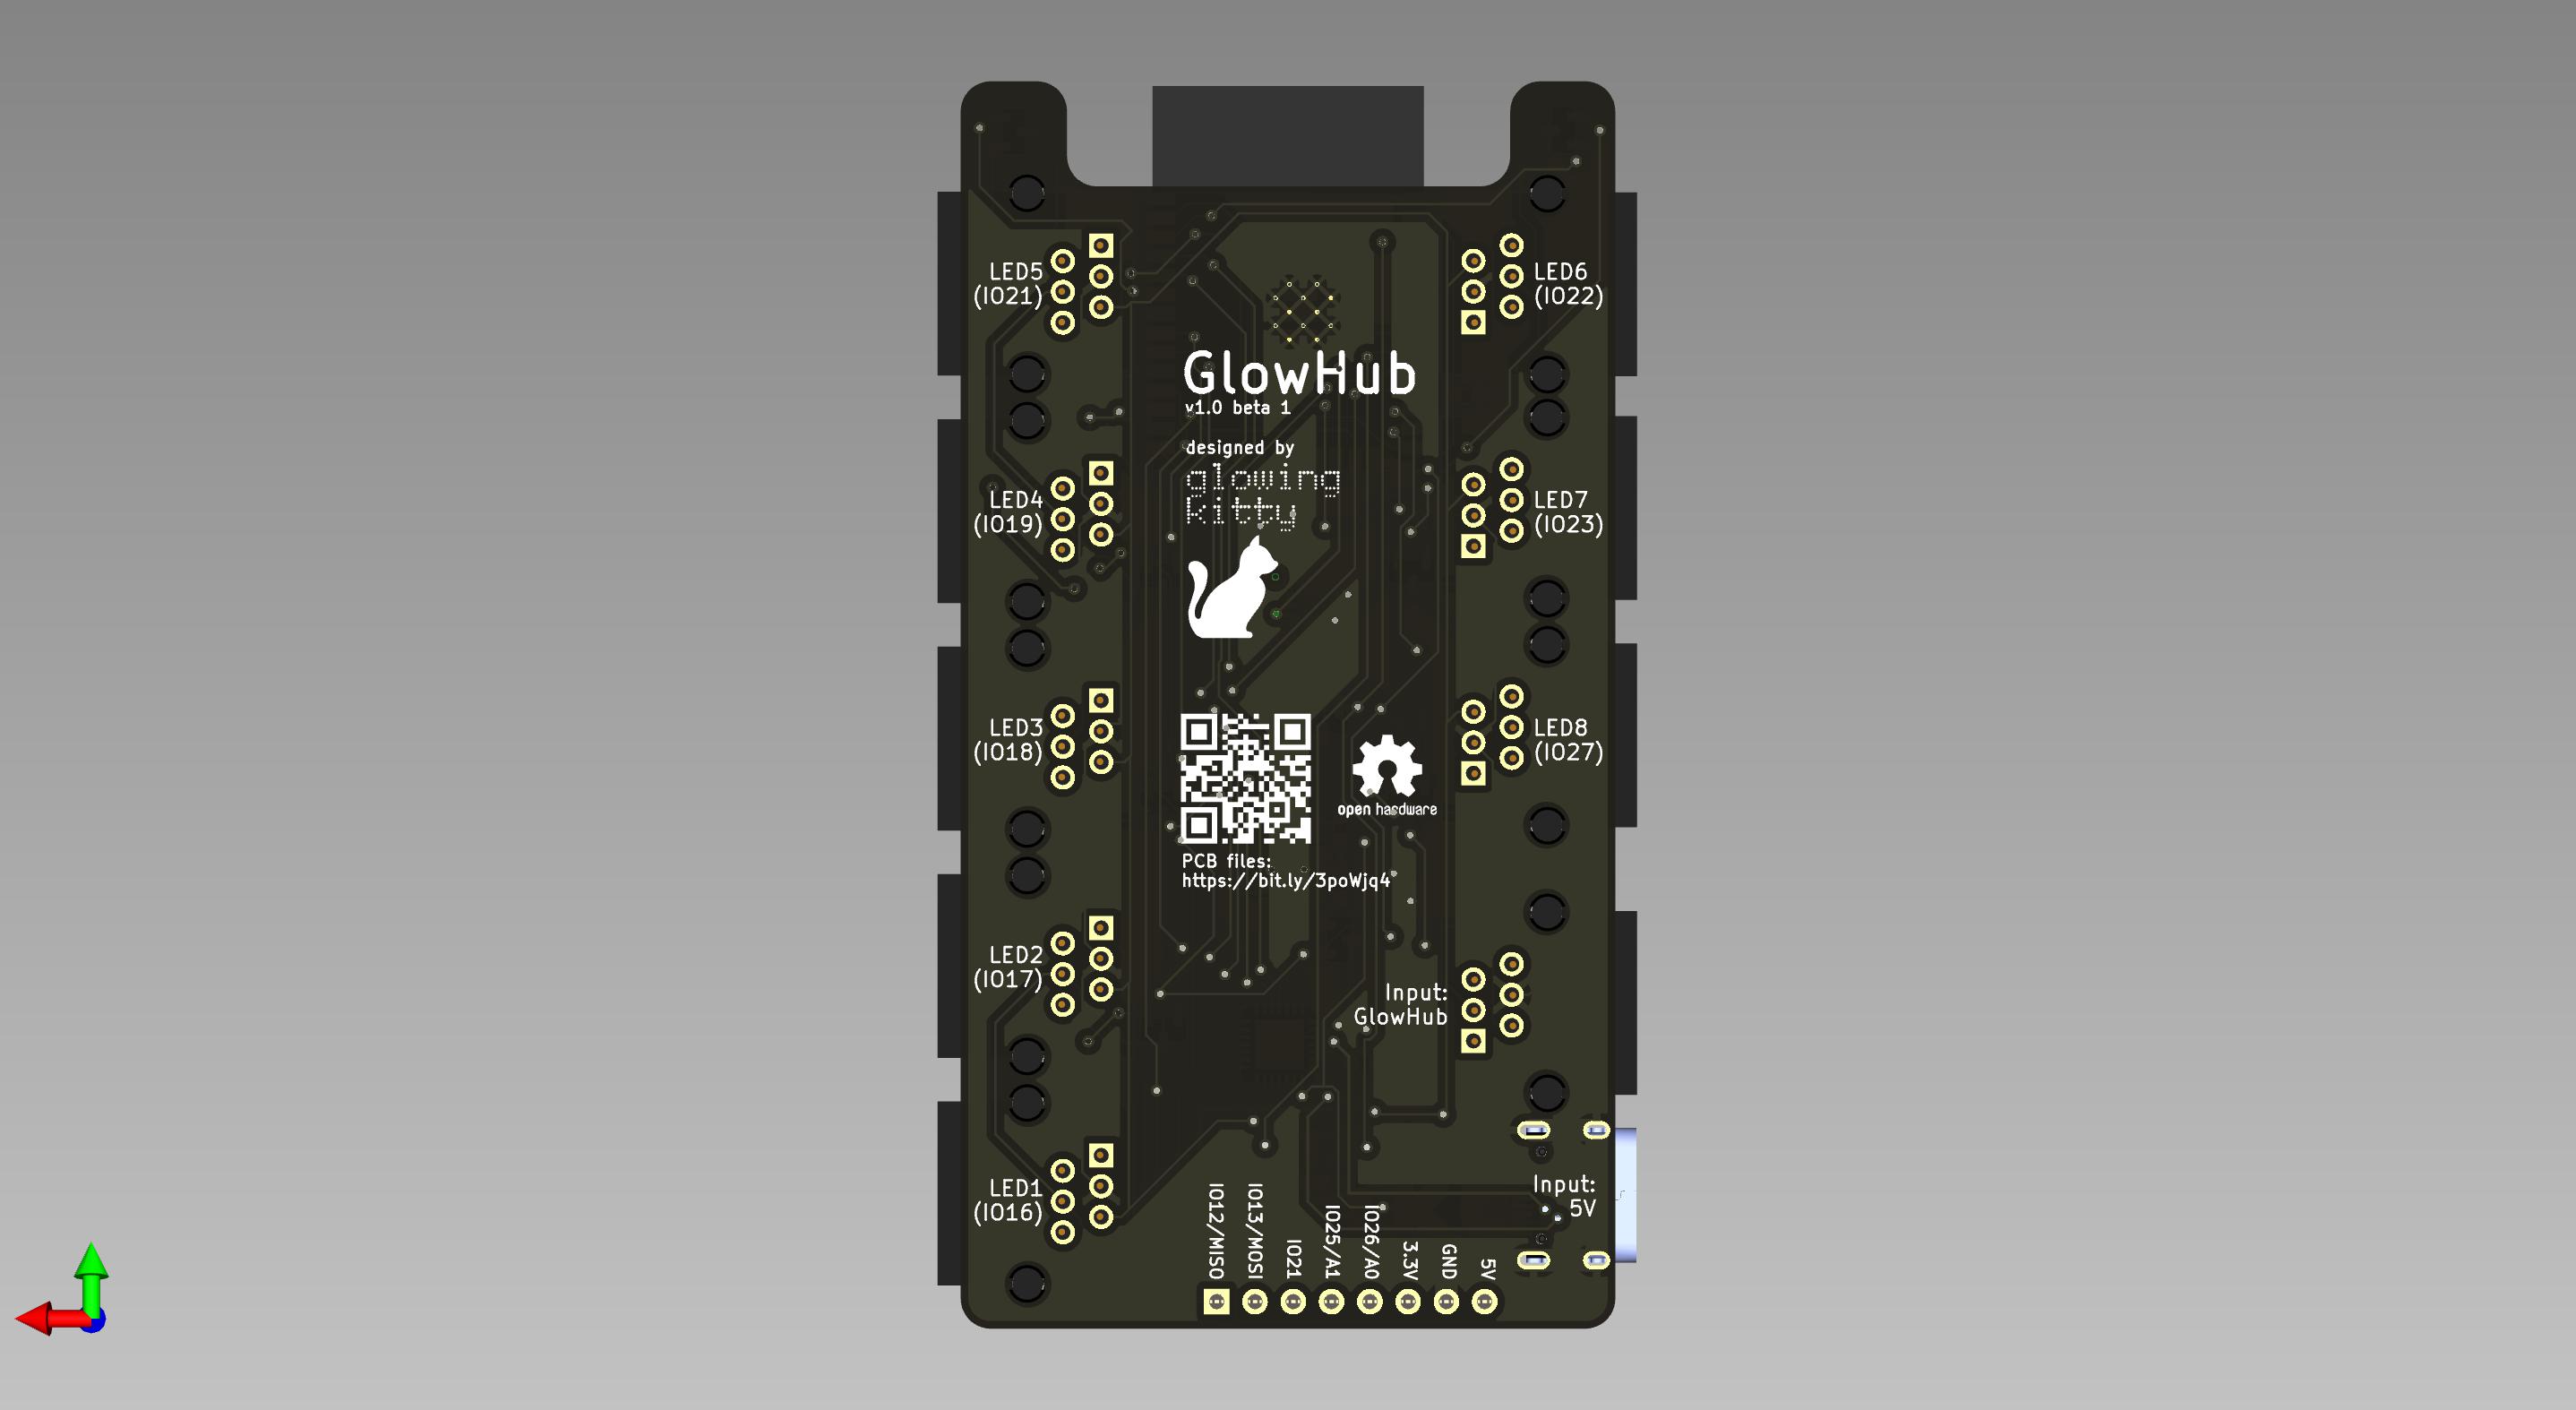 GlowHub
v1.0 beta 1
designed by
glowing
kitty
LED5
(IO21)
LED4
(IO19)
LED3
(IO18)
LED2
(IO17)
LED1
(IO16)
LED6
(IO22)
LED7
(IO23)
LED8
(IO27)
open hardware
PCB files:
https://bit.ly/3poWjq4
Input:
GlowHub
Input:
5V
IO12/MISO
IO13/MOSI
IO21
IO25/A1
IO26/A0
3.3V
GND
5V